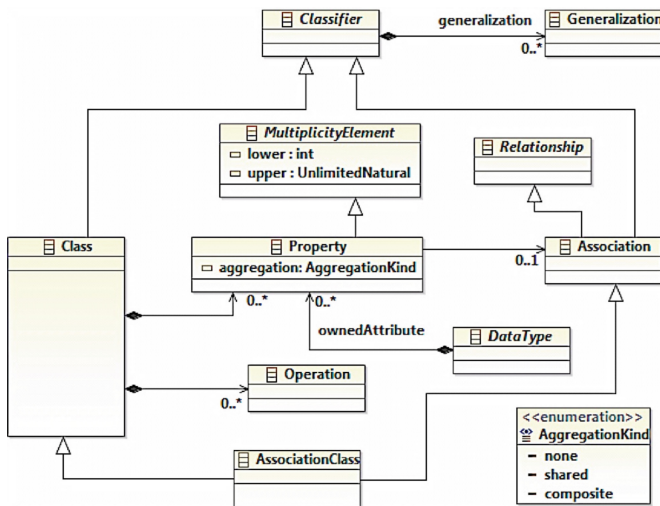 Classifier
generalization
Generalization
0..*
MultiplicityElement
lower : int
upper : UnlimitedNatural
Relationship
Class
Property
aggregation: AggregationKind
Association
0..1
0..*
0..*
ownedAttribute
DataType
Operation
0..*
<<enumeration>>
AggregationKind
none
shared
composite
AssociationClass